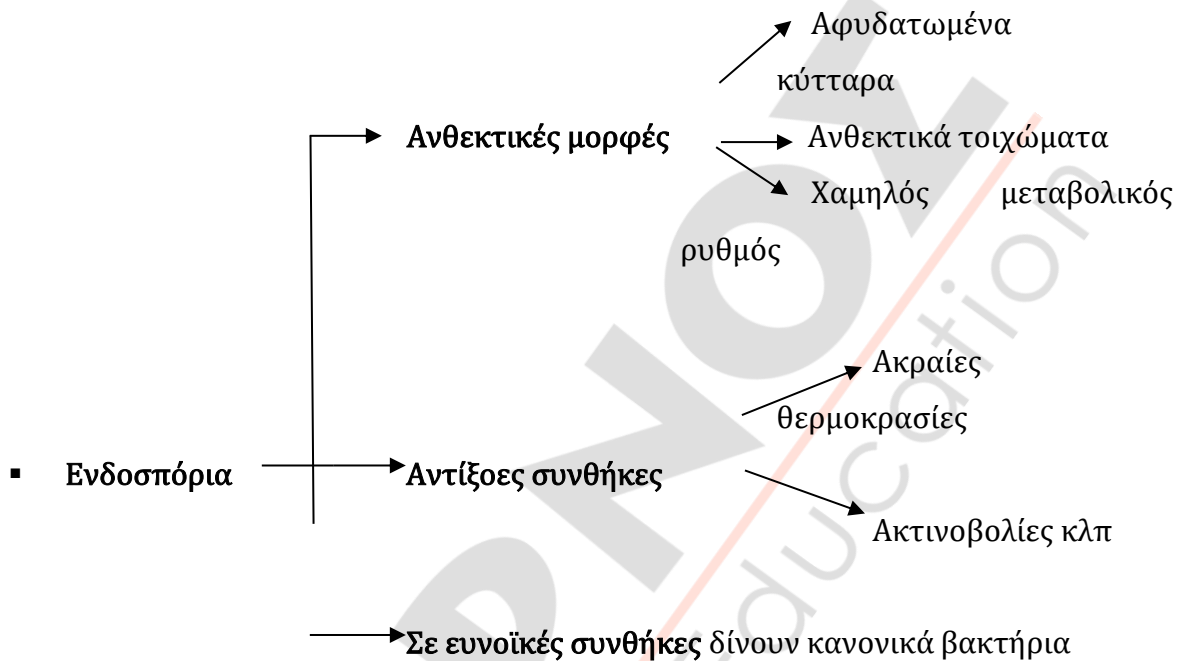 Αφυδατωμένα
κύτταρα
Ανθεκτικές μορφές
Ανθεκτικά τοιχώματα
Χαμηλός μεταβολικός
ρυθμός
Ακραίες
θερμοκρασίες
▪ Ενδοσπόρια
Αντίξοες συνθήκες
Ακτινοβολίες κλπ
Σε ευνοϊκές συνθήκες δίνουν κανονικά βακτήρια